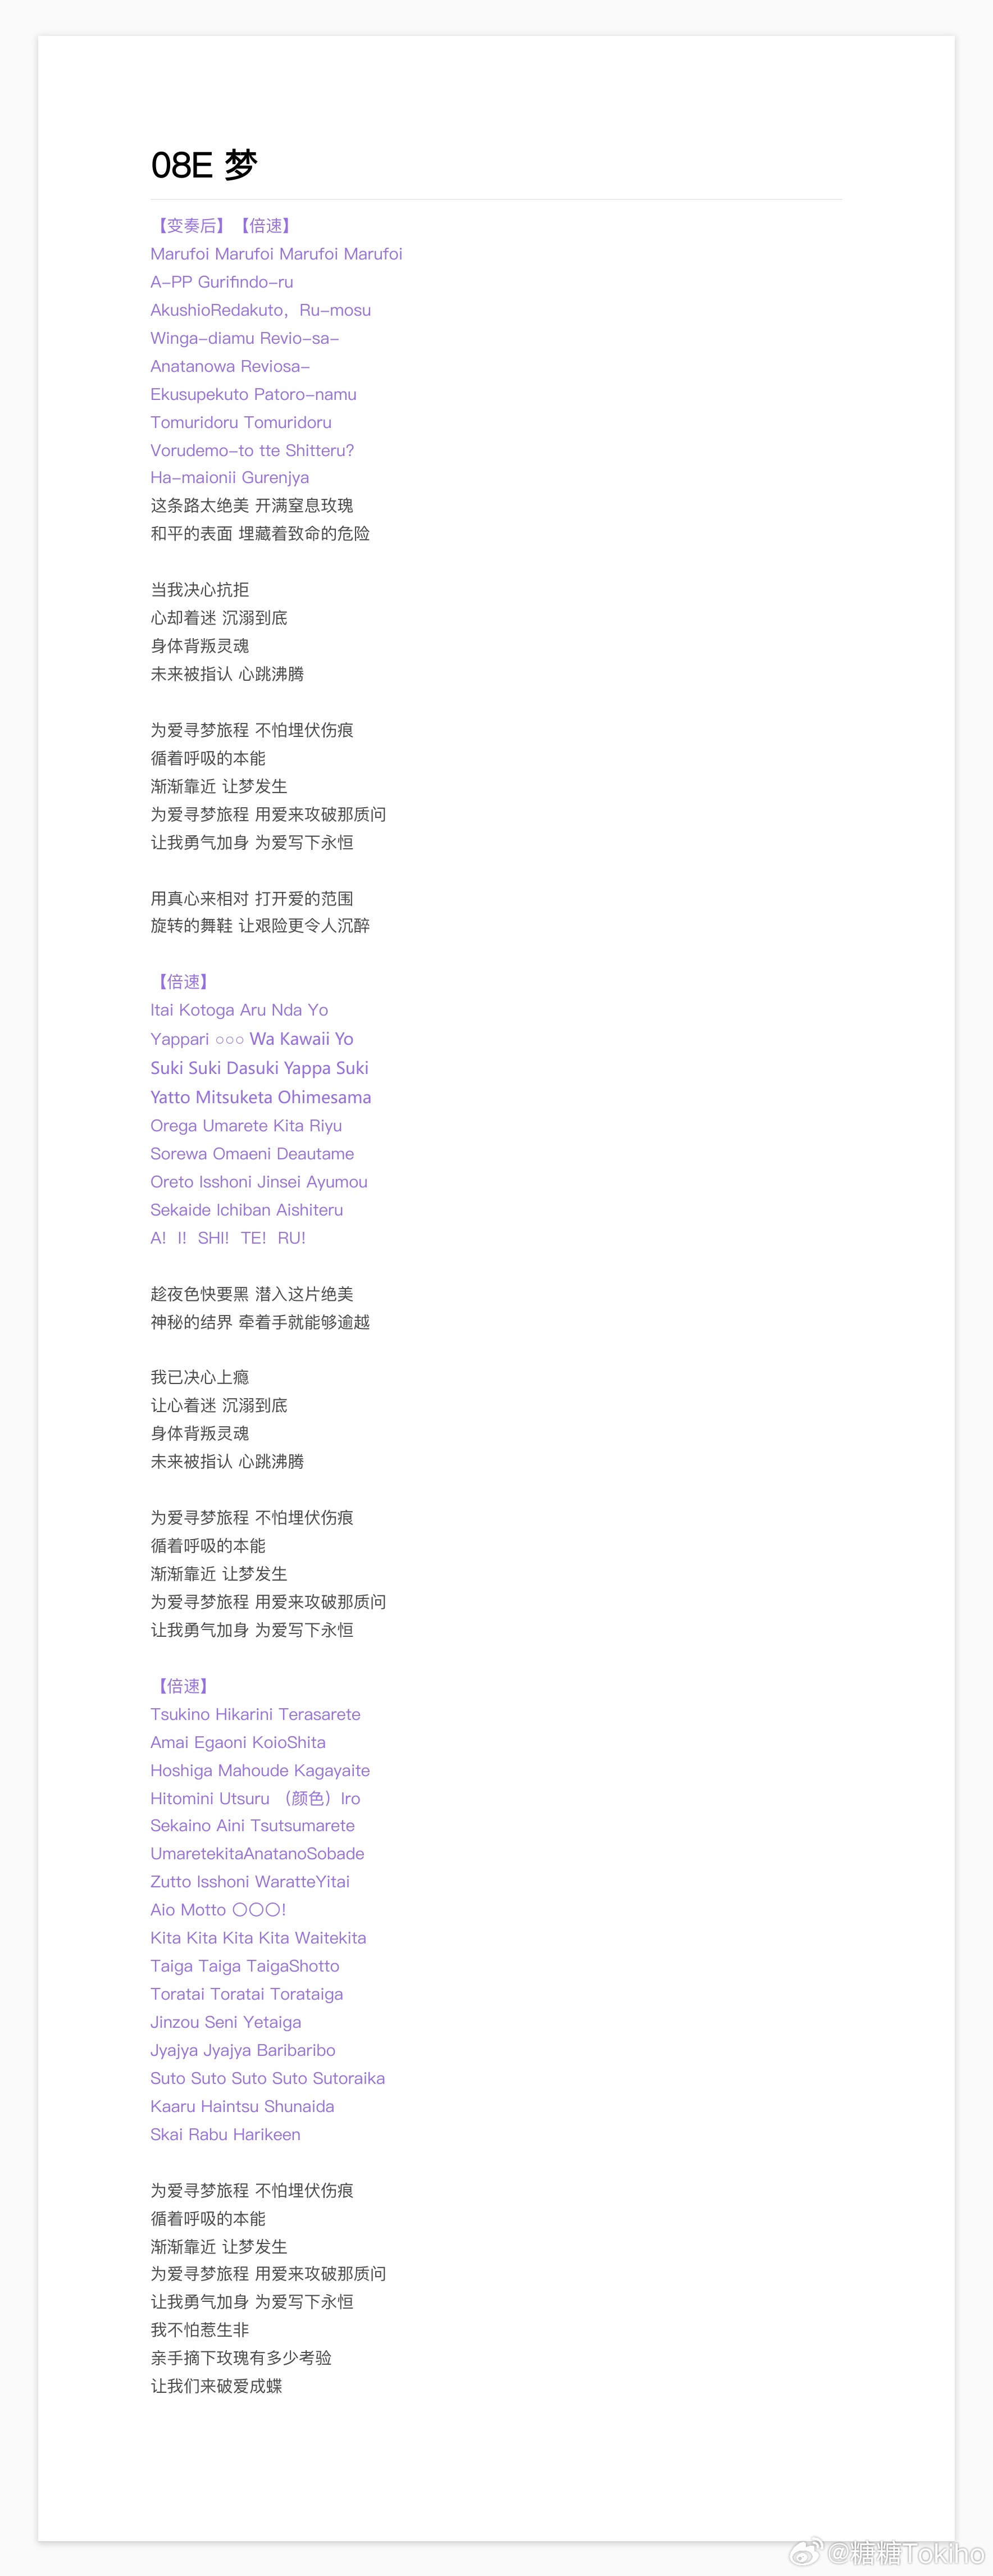 08E 梦
【变奏后】【倍速】
Marufoi Marufoi Marufoi Marufoi
A-PP Gurifindo-ru
AkushioRedakuto，Ru-mosu
Winga-diamu Revio-sa-
Anatanowa Reviosa-
Ekusupekuto Patoro-namu
Tomuridoru Tomuridoru
Vorudemo-to tte Shitteru?
Ha-maionii Gurenjya
这条路太绝美 开满窒息玫瑰
和平的表面 埋藏着致命的危险
当我决心抗拒
心却着迷 沉溺到底
身体背叛灵魂
未来被指认 心跳沸腾
为爱寻梦旅程 不怕埋伏伤痕
循着呼吸的本能
渐渐靠近 让梦发生
为爱寻梦旅程 用爱来攻破那质问
让我勇气加身 为爱写下永恒
用真心来相对 打开爱的范围
旋转的舞鞋 让艰险更令人沉醉
【倍速】
Itai Kotoga Aru Nda Yo
Yappari ○○○ Wa Kawaii Yo
Suki Suki Dasuki Yappa Suki
Yatto Mitsuketa Ohimesama
Orega Umarete Kita Riyu
Sorewa Omaeni Deautame
Oreto Isshoni Jinsei Ayumou
Sekaide Ichiban Aishiteru
A！I！SHI！TE！RU！
趁夜色快要黑 潜入这片绝美
神秘的结界 牵着手就能够逾越
我已决心上瘾
让心着迷 沉溺到底
身体背叛灵魂
未来被指认 心跳沸腾
为爱寻梦旅程 不怕埋伏伤痕
循着呼吸的本能
渐渐靠近 让梦发生
为爱寻梦旅程 用爱来攻破那质问
让我勇气加身 为爱写下永恒
【倍速】
Tsukino Hikarini Terasarete
Amai Egaoni KoioShita
Hoshiga Mahoude Kagayaite
Hitomini Utsuru （颜色）Iro
Sekaino Aini Tsutsumarete
UmaretekitaAnatanoSobade
Zutto Isshoni WaratteYitai
Aio Motto 〇〇〇！
Kita Kita Kita Kita Waitekita
Taiga Taiga TaigaShotto
Toratai Toratai Torataiga
Jinzou Seni Yetaiga
Jyajya Jyajya Baribaribo
Suto Suto Suto Suto Sutoraika
Kaaru Haintsu Shunaida
Skai Rabu Harikeen
为爱寻梦旅程 不怕埋伏伤痕
循着呼吸的本能
渐渐靠近 让梦发生
为爱寻梦旅程 用爱来攻破那质问
让我勇气加身 为爱写下永恒
我不怕惹生非
亲手摘下玫瑰有多少考验
让我们来破爱成蝶
@糖糖Tokiho